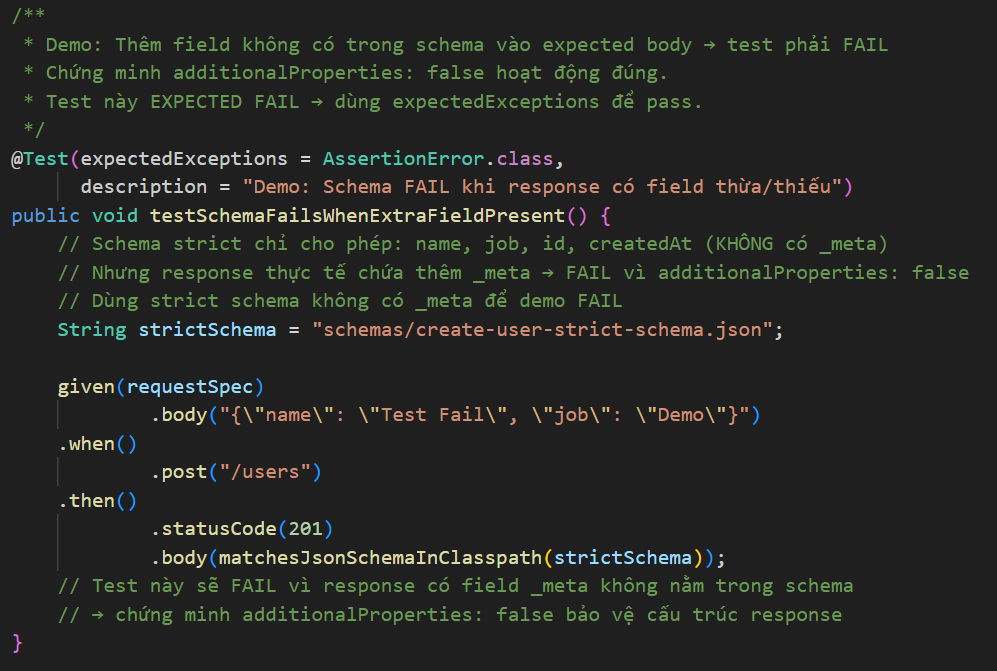 /**
 * Demo: Thêm field không có trong schema vào expected body → test phải FAIL
 * Chứng minh additionalProperties: false hoạt động đúng.
 * Test này EXPECTED FAIL → dùng expectedExceptions để pass.
 */
@Test(expectedExceptions = AssertionError.class,
      description = "Demo: Schema FAIL khi response có field thừa/thiếu")
public void testSchemaFailsWhenExtraFieldPresent() {
    // Schema strict chỉ cho phép: name, job, id, createdAt (KHÔNG có _meta)
    // Nhưng response thực tế chứa thêm _meta → FAIL vì additionalProperties: false
    // Dùng strict schema không có _meta để demo FAIL
    String strictSchema = "schemas/create-user-strict-schema.json";

    given(requestSpec)
            .body("{\"name\": \"Test Fail\", \"job\": \"Demo\"}")
    .when()
            .post("/users")
    .then()
            .statusCode(201)
            .body(matchesJsonSchemaInClasspath(strictSchema));
    // Test này sẽ FAIL vì response có field _meta không nằm trong schema
    // → chứng minh additionalProperties: false bảo vệ cấu trúc response
}